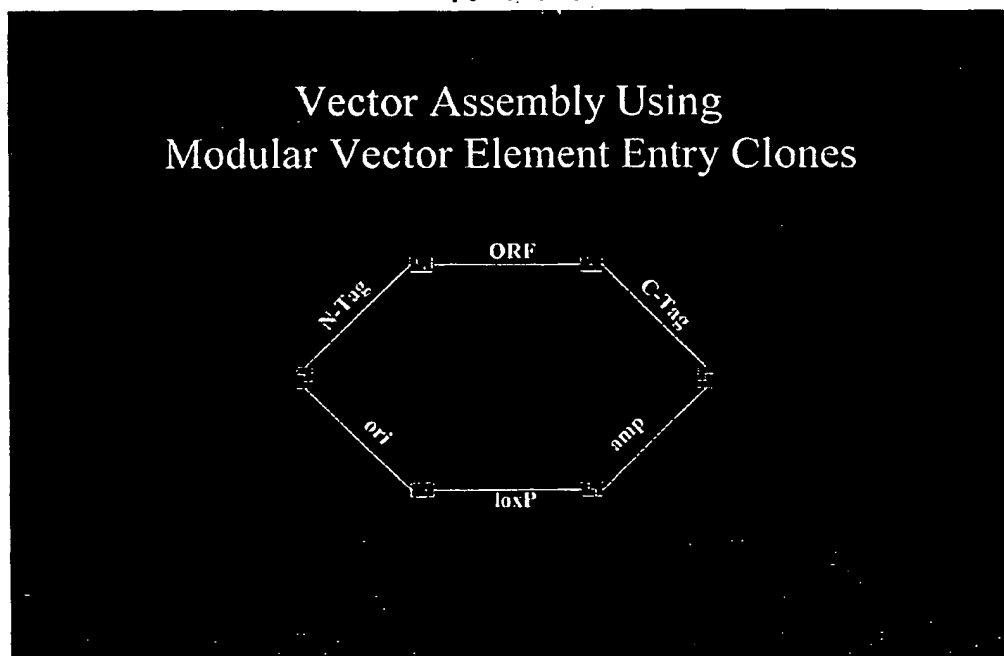 Vector Assembly Using
Modular Vector Element Entry Clones
ORF
N-Tag
C-Tag
ori
amp
loxP